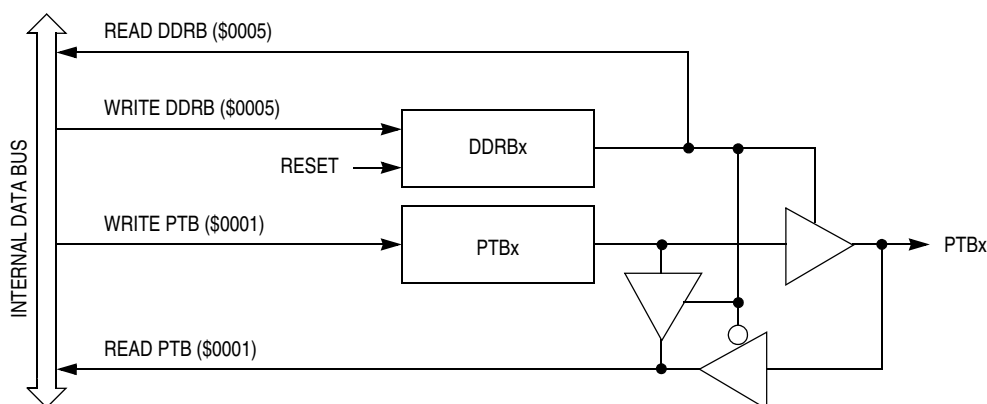 READ DDRB ($0005)
WRITE DDRB ($0005)
RESET
DDRBx
WRITE PTB ($0001)
PTBx
PTBx
READ PTB ($0001)
INTERNAL DATA BUS